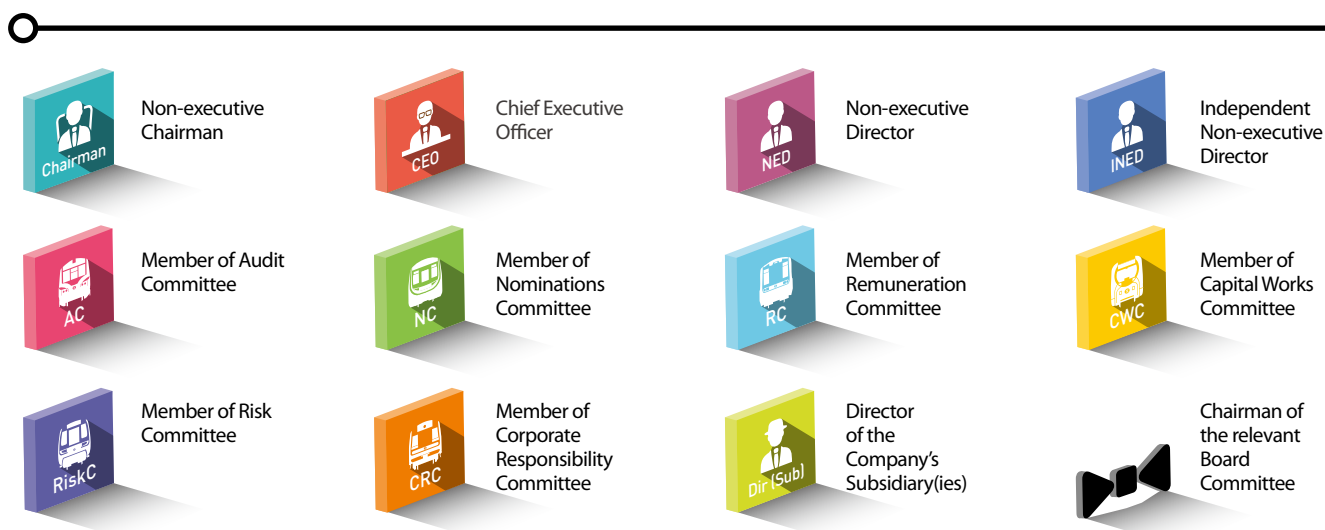 Chairman
Non-executive
Chairman
CEO
Chief Executive
Officer
NED
Non-executive
Director
INED
Independent
Non-executive
Director
AC
Member of Audit
Committee
NC
Member of
Nominations
Committee
RC
Member of
Remuneration
Committee
CWC
Member of
Capital Works
Committee
RiskC
Member of Risk
Committee
CRC
Member of
Corporate
Responsibility
Committee
Dir (Sub)
Director
of the
Company’s
Subsidiary(ies)
Chairman of
the relevant
Board
Committee